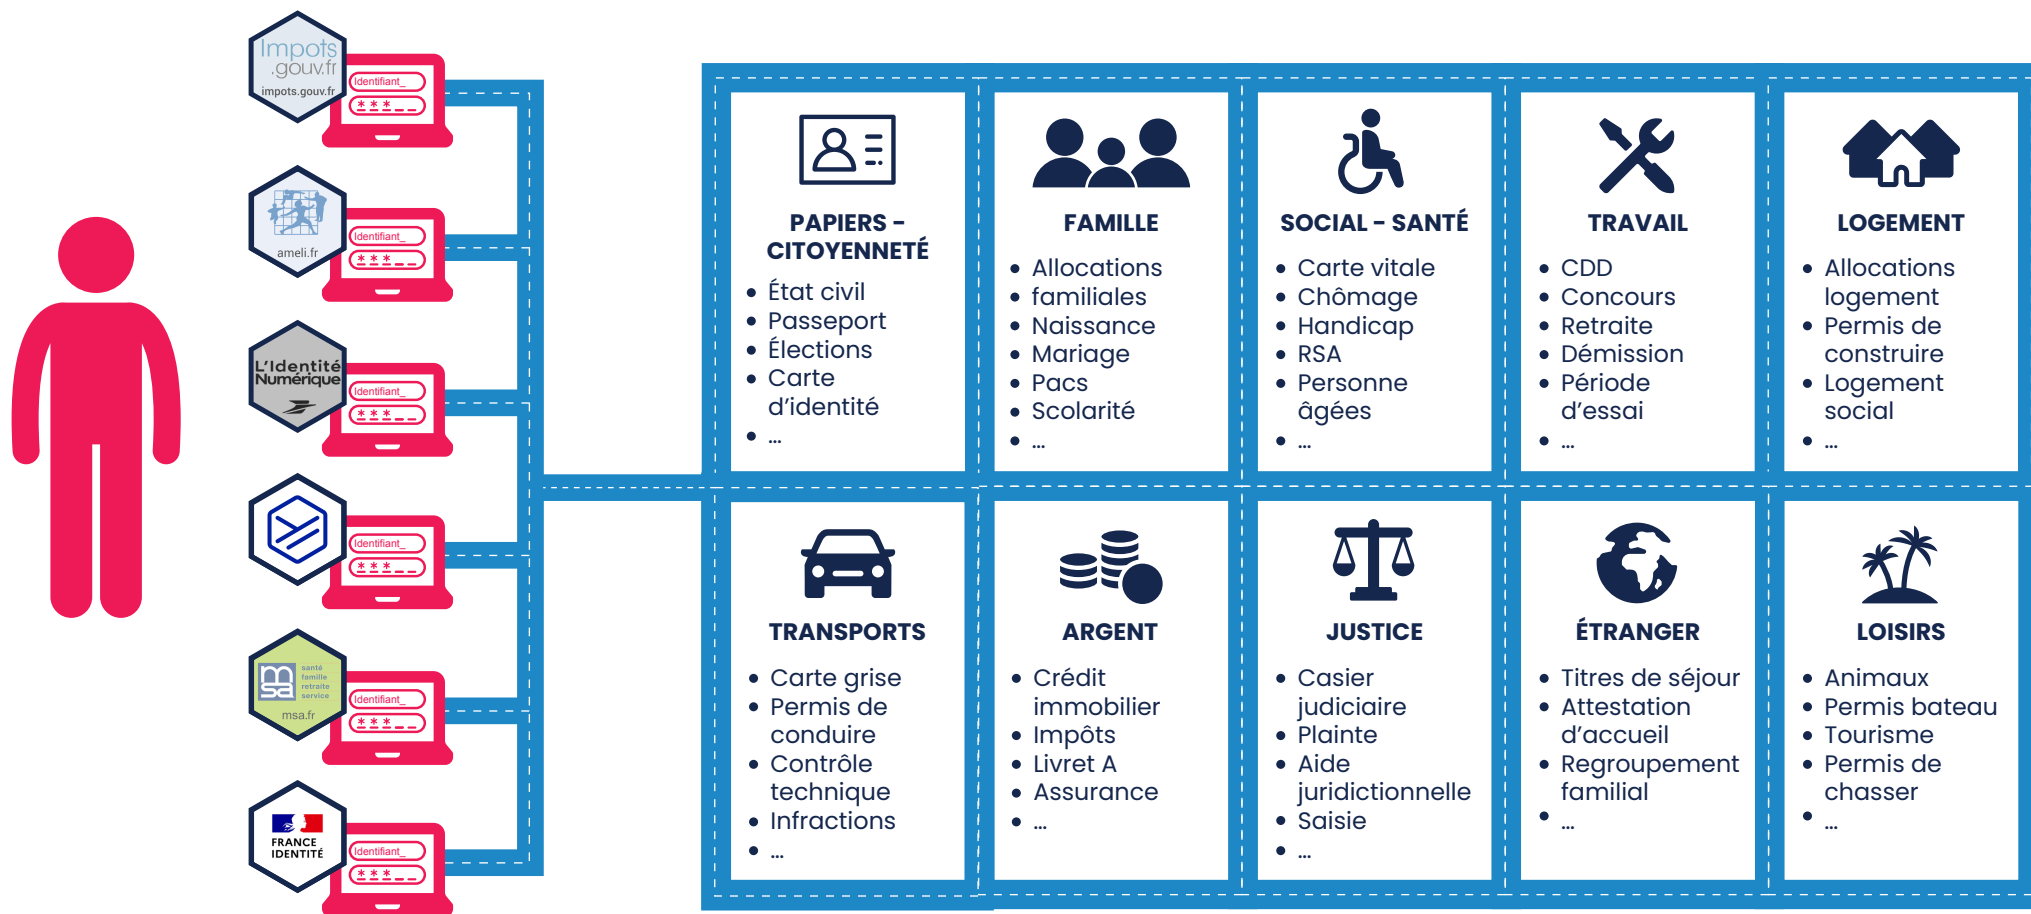 Impots
.gouv.fr
impots.gouv.fr
Identifiant_
***__
ameli.fr
Identifiant_
***__
L'Identité
Numérique
Identifiant_
***__
Identifiant_
***__
msa
santé
famille
retraite
service
msa.fr
Identifiant_
***__
FRANCE
IDENTITÉ
Identifiant_
***__
PAPIERS -
CITOYENNETÉ
• État civil
• Passeport
• Élections
• Carte
d'identité
• ...
FAMILLE
• Allocations
• familiales
• Naissance
• Mariage
• Pacs
• Scolarité
• ...
SOCIAL - SANTÉ
• Carte vitale
• Chômage
• Handicap
• RSA
• Personne
âgées
• ...
TRAVAIL
• CDD
• Concours
• Retraite
• Démission
• Période
d'essai
• ...
LOGEMENT
• Allocations
logement
• Permis de
construire
• Logement
social
• ...
TRANSPORTS
• Carte grise
• Permis de
conduire
• Contrôle
technique
• Infractions
• ...
ARGENT
• Crédit
immobilier
• Impôts
• Livret A
• Assurance
• ...
JUSTICE
• Casier
judiciaire
• Plainte
• Aide
juridictionnelle
• Saisie
• ...
ÉTRANGER
• Titres de séjour
• Attestation
d'accueil
• Regroupement
familial
• ...
LOISIRS
• Animaux
• Permis bateau
• Tourisme
• Permis de
chasser
• ...